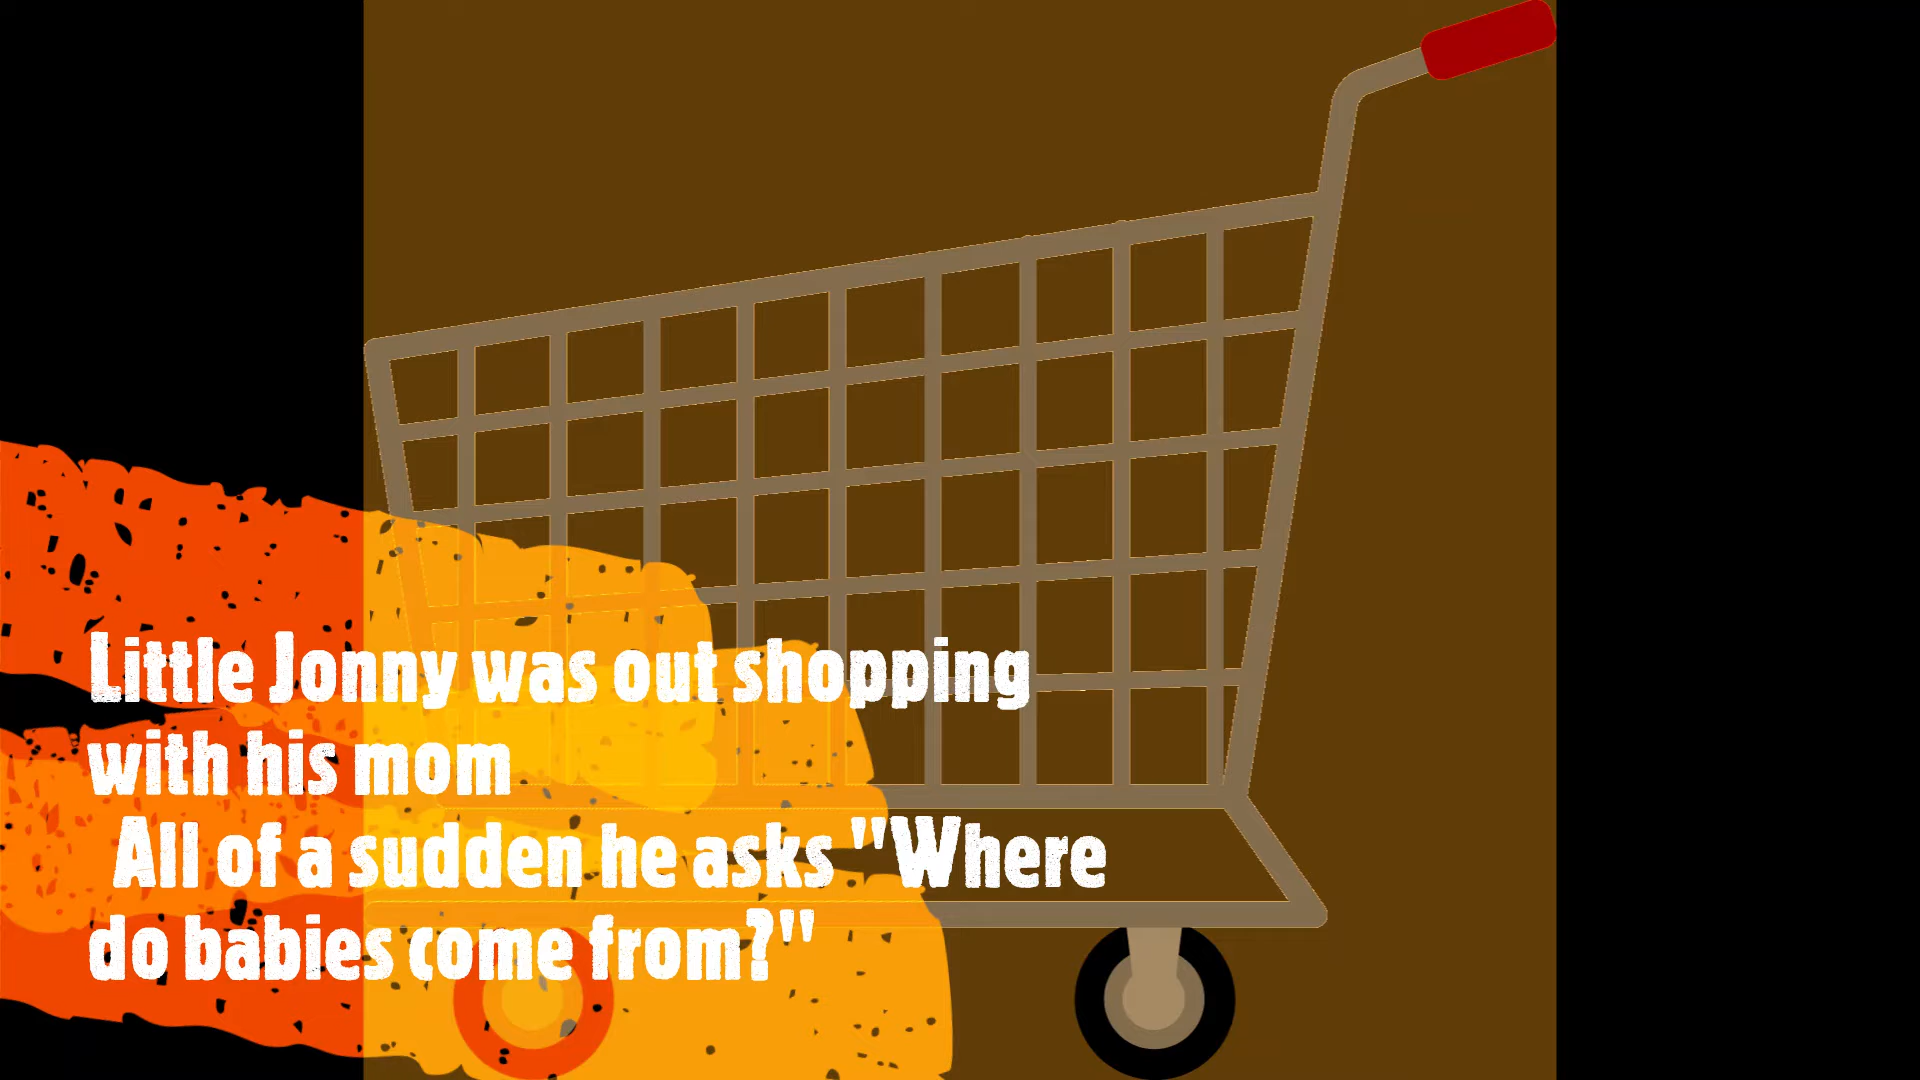 Little Jonny was out shopping
with his mom
All of a sudden he asks "Where
do babies come from?"